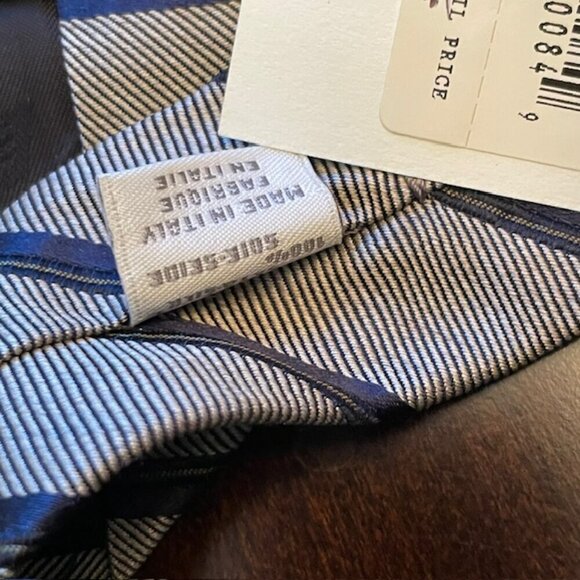 100%
SOIE-SEIDE
MADE IN ITALY
FABRIQUE
EN ITALIE
PRICE
0084
9